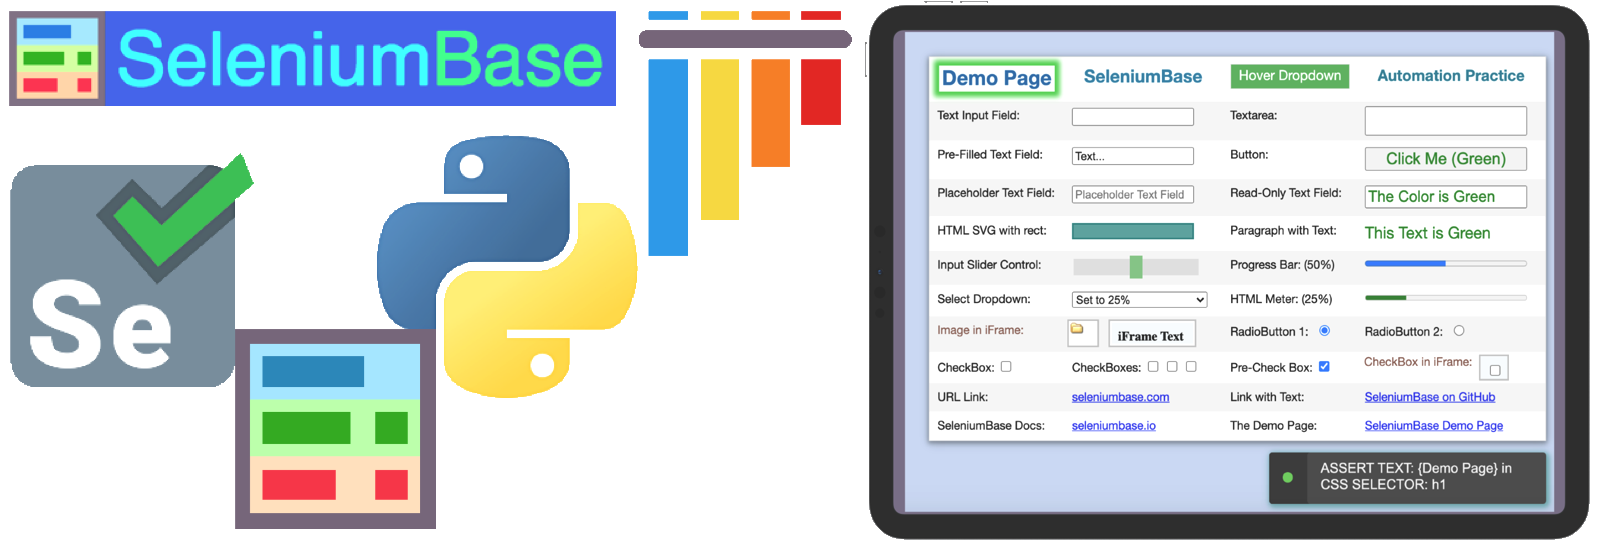 SeleniumBase
Se
Demo Page SeleniumBase Hover Dropdown Automation Practice
Text Input Field: Textarea:
Pre-Filled Text Field: Text... Button: Click Me (Green)
Placeholder Text Field: Placeholder Text Field Read-Only Text Field: The Color is Green
HTML SVG with rect: Paragraph with Text: This Text is Green
Input Slider Control: Progress Bar: (50%)
Select Dropdown: Set to 25% HTML Meter: (25%)
Image in iFrame: iFrame Text RadioButton 1: RadioButton 2:
CheckBox: CheckBoxes: Pre-Check Box: CheckBox in iFrame:
URL Link: seleniumbase.com Link with Text: SeleniumBase on GitHub
SeleniumBase Docs: seleniumbase.io The Demo Page: SeleniumBase Demo Page
ASSERT TEXT: {Demo Page} in
CSS SELECTOR: h1